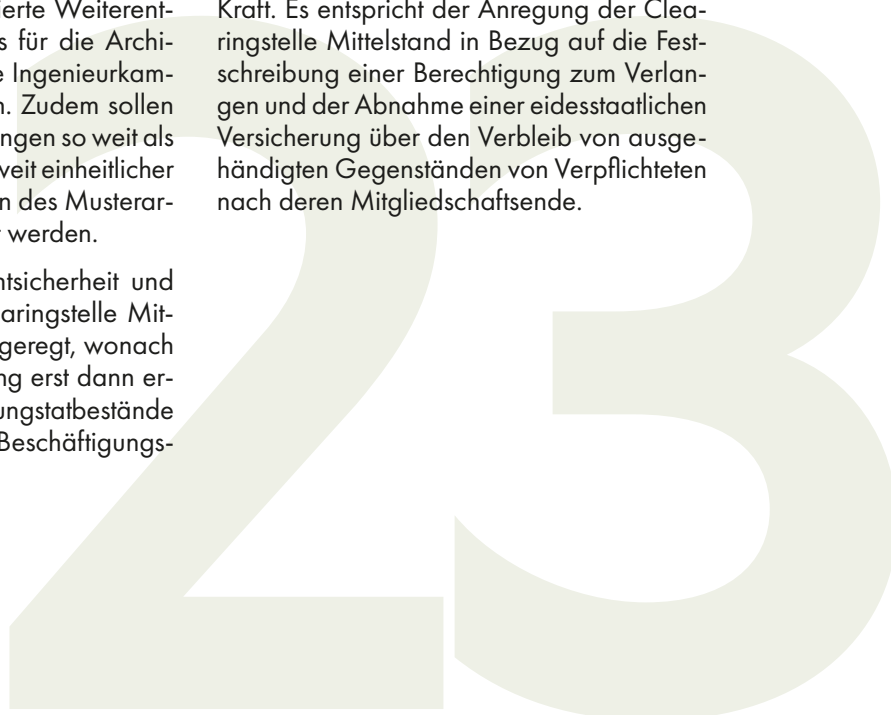 ierte Weiterent-
s für die Archi-
e Ingenieurkam-
Zudem sollen
ngen so weit als
weit einheitlicher
n des Musterar-
werden.
ntsicherheit und
aringstelle Mit-
geregt, wonach
ng erst dann er-
ungstatbestände
Beschäftigungs-
Kraft. Es entspricht der Anregung der Clea-
ringstelle Mittelstand in Bezug auf die Fest-
schreibung einer Berechtigung zum Verlan-
gen und der Abnahme einer eidesstaatlichen
Versicherung über den Verbleib von ausge-
händigten Gegenständen von Verpflichteten
nach deren Mitgliedschaftsende.
23